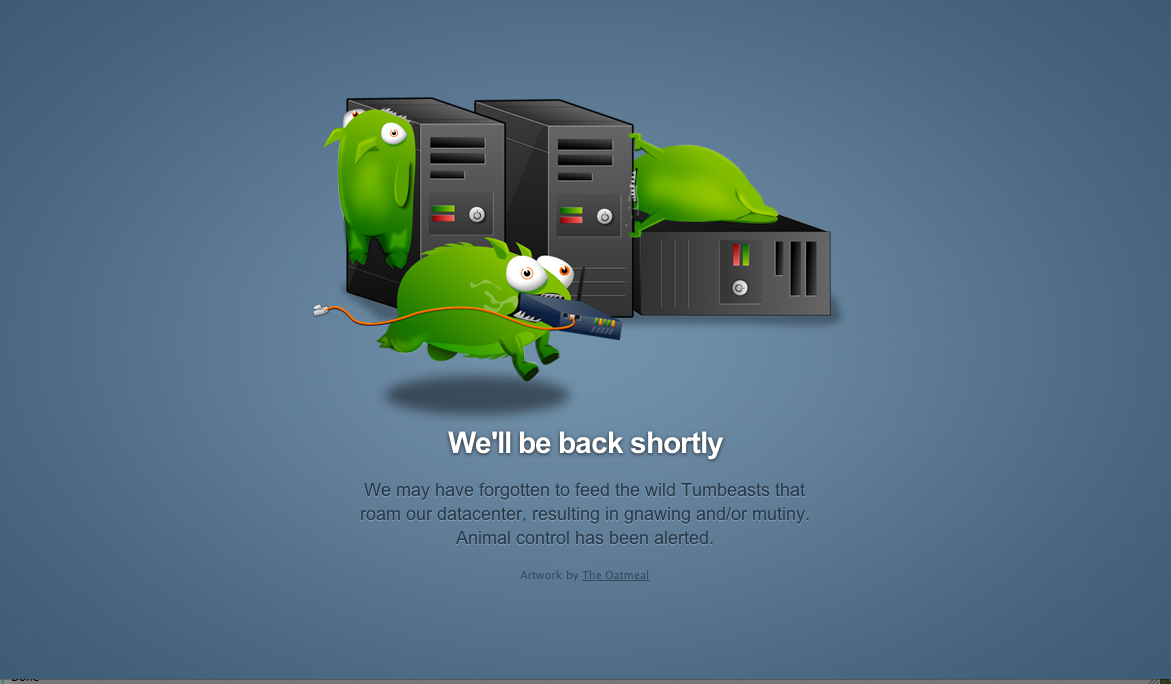 We'll be back shortly
We may have forgotten to feed the wild Tumbeasts that
roam our datacenter, resulting in gnawing and/or mutiny.
Animal control has been alerted.
Artwork by The Oatmeal
Done